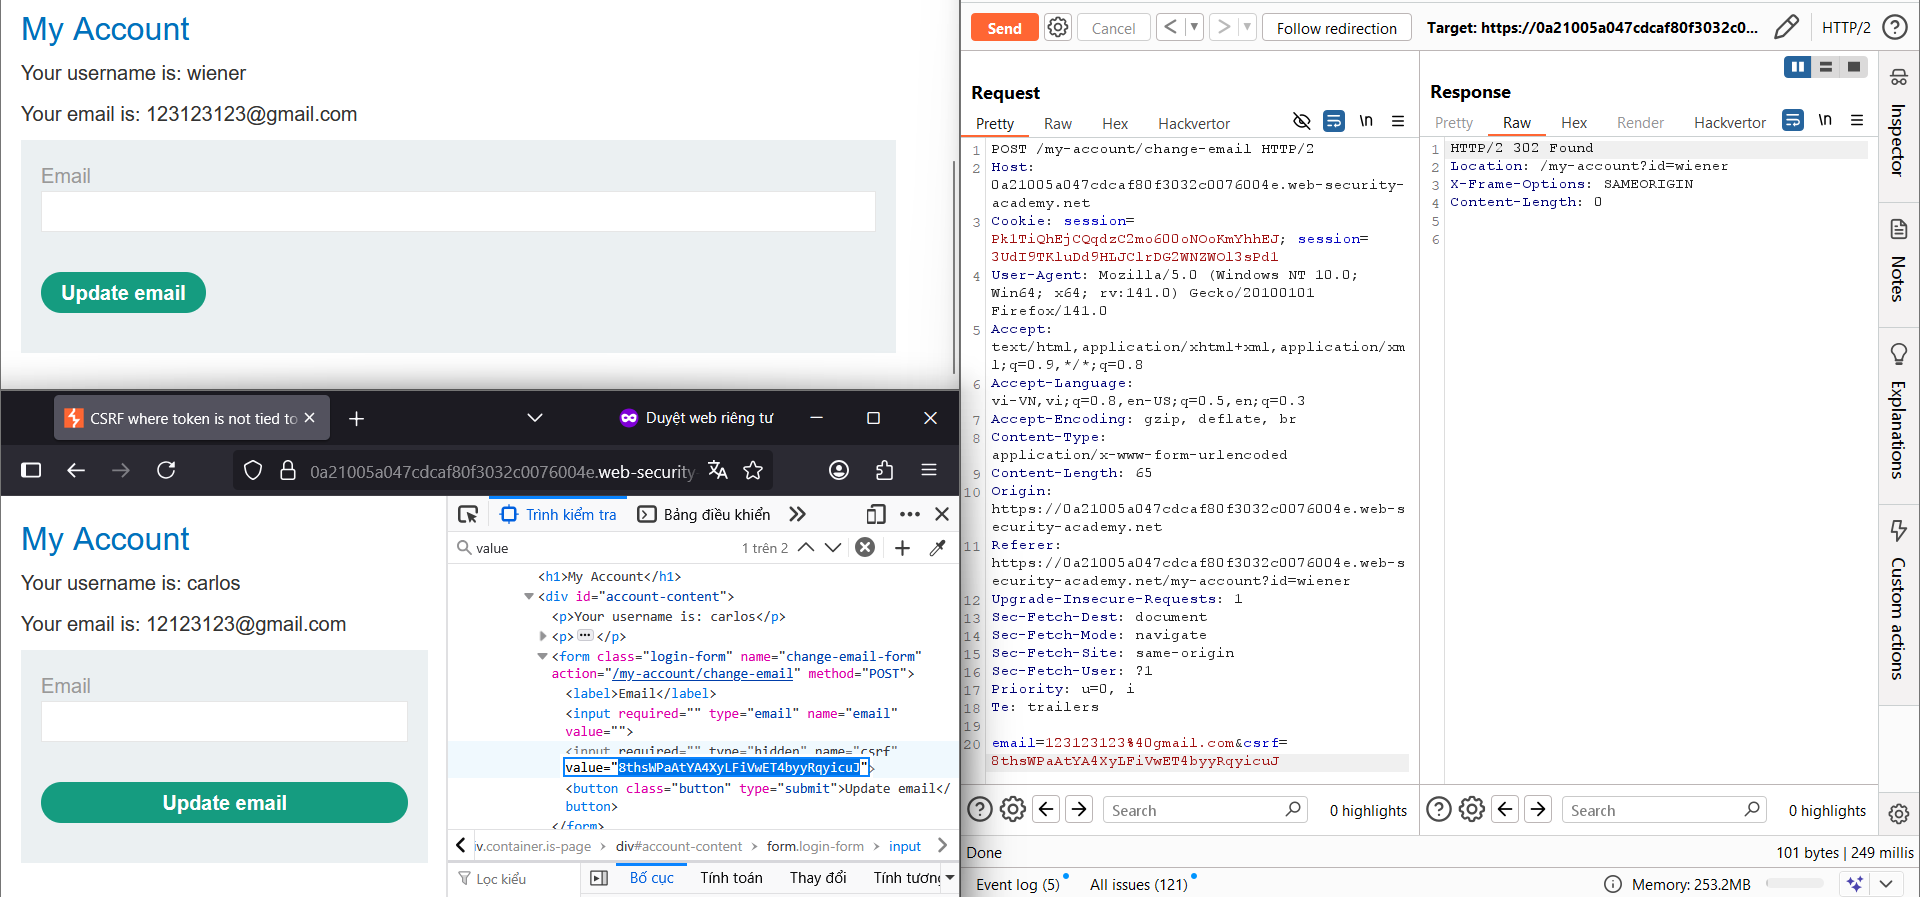 My Account
Your username is: wiener
Your email is: 123123123@gmail.com
Email
Update email
CSRF where token is not tied to
Duyệt web riêng tư
0a21005a047cdcaf80f3032c0076004e.web-security-
My Account
Your username is: carlos
Your email is: 12123123@gmail.com
Email
Update email
Trình kiểm tra
Bảng điều khiển
value
1 trên 2
<h1>My Account</h1>
<div id="account-content">
<p>Your username is: carlos</p>
<p> ••• </p>
<form class="login-form" name="change-email-form"
action="/my-account/change-email" method="POST">
<label>Email</label>
<input required="" type="email" name="email"
value="">
<input required="" type="hidden" name="csrf"
value="8thsWPaAtYA4XyLFiVwET4byyRqyicuJ">
<button class="button" type="submit">Update email</
button>
</form>
v.container.is-page > div#account-content > form.login-form > input
Lọc kiểu
Bố cục
Tính toán
Thay đổi
Tính tương
Send
Cancel
Follow redirection
Target: https://0a21005a047cdcaf80f3032c0...
HTTP/2
Request
Pretty
Raw
Hex
Hackvertor
\n
1 POST /my-account/change-email HTTP/2
2 Host:
0a21005a047cdcaf80f3032c0076004e.web-security-
academy.net
3 Cookie: session=
Pk1TiQhEjCQqdzC2mo600oNOoKmYhhEJ; session=
3UdI9TKluDd9HLJClrDG2WNZWOl3sPdl
4 User-Agent: Mozilla/5.0 (Windows NT 10.0;
Win64; x64; rv:141.0) Gecko/20100101
Firefox/141.0
5 Accept:
text/html,application/xhtml+xml,application/xm
l;q=0.9,*/*;q=0.8
6 Accept-Language:
vi-VN,vi;q=0.8,en-US;q=0.5,en;q=0.3
7 Accept-Encoding: gzip, deflate, br
8 Content-Type:
application/x-www-form-urlencoded
9 Content-Length: 65
10 Origin:
https://0a21005a047cdcaf80f3032c0076004e.web-s
ecurity-academy.net
11 Referer:
https://0a21005a047cdcaf80f3032c0076004e.web-s
ecurity-academy.net/my-account?id=wiener
12 Upgrade-Insecure-Requests: 1
13 Sec-Fetch-Dest: document
14 Sec-Fetch-Mode: navigate
15 Sec-Fetch-Site: same-origin
16 Sec-Fetch-User: ?1
17 Priority: u=0, i
18 Te: trailers
19
20 email=123123123%40gmail.com&csrf=
8thsWPaAtYA4XyLFiVwET4byyRqyicuJ
Search
0 highlights
Response
Pretty
Raw
Hex
Render
Hackvertor
\n
1 HTTP/2 302 Found
2 Location: /my-account?id=wiener
3 X-Frame-Options: SAMEORIGIN
4 Content-Length: 0
5
6
Search
0 highlights
Inspector
Notes
Explanations
Custom actions
Done
101 bytes | 249 millis
Event log (5)
All issues (121)
Memory: 253.2MB